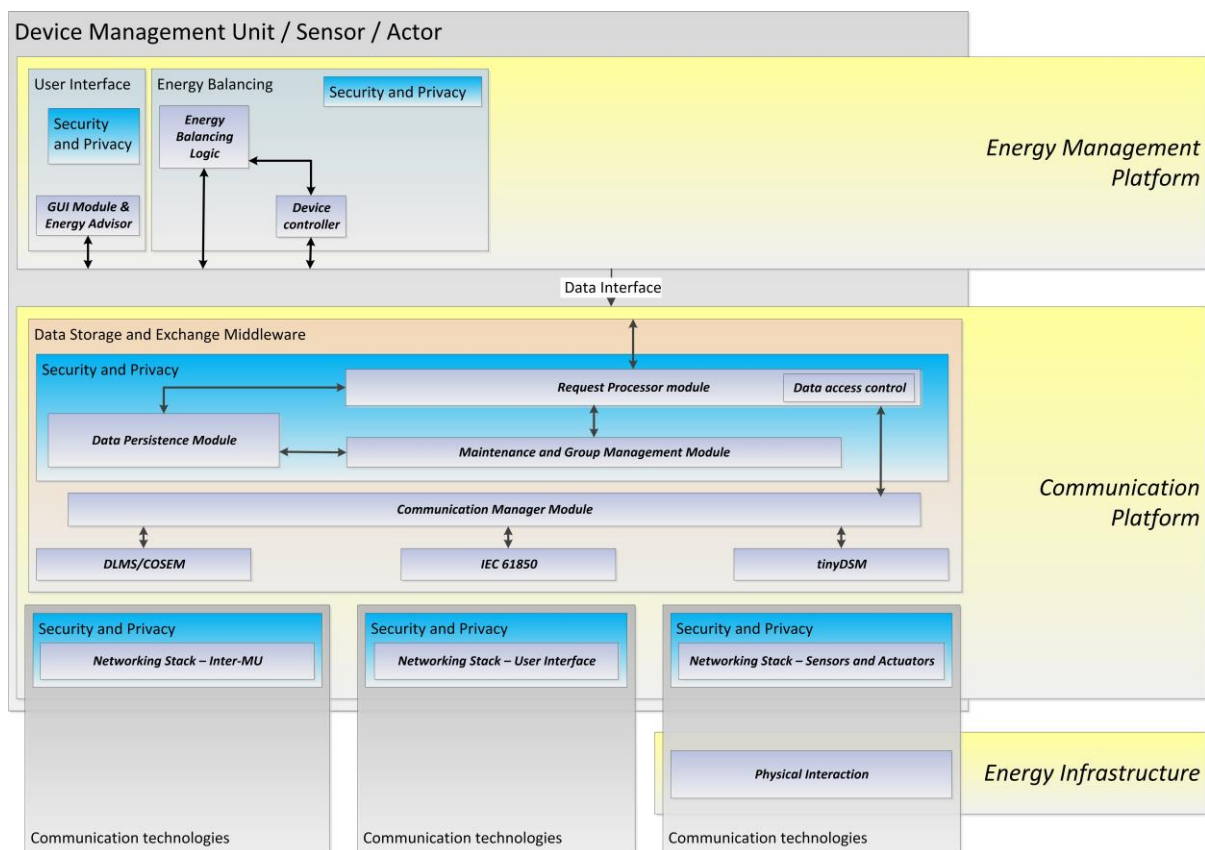 Device Management Unit / Sensor / Actor
User Interface
Security
and Privacy
GUI Module &
Energy Advisor
Energy Balancing
Security and Privacy
Energy
Balancing
Logic
Device
controller
Energy Management
Platform
Data Interface
Data Storage and Exchange Middleware
Security and Privacy
Request Processor module
Data access control
Data Persistence Module
Maintenance and Group Management Module
Communication Manager Module
DLMS/COSEM
IEC 61850
tinyDSM
Communication
Platform
Security and Privacy
Networking Stack – Inter-MU
Security and Privacy
Networking Stack – User Interface
Security and Privacy
Networking Stack – Sensors and Actuators
Physical Interaction
Energy Infrastructure
Communication technologies
Communication technologies
Communication technologies